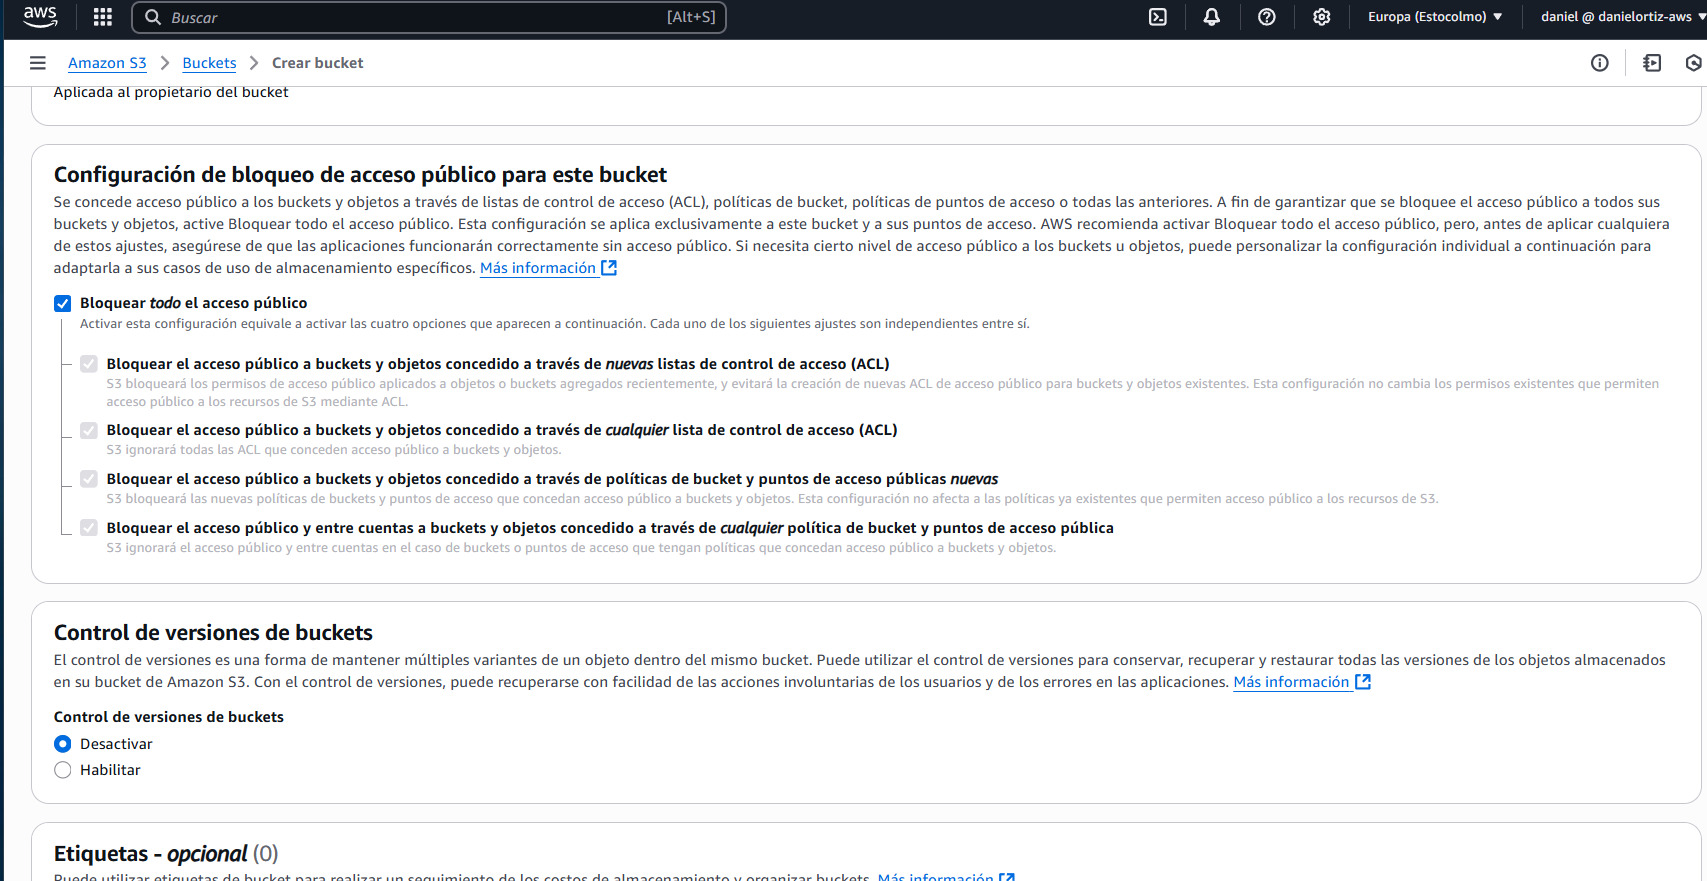 aws
Buscar [Alt+S]
Europa (Estocolmo) daniel @ danielortiz-aws
Amazon S3 > Buckets > Crear bucket
Aplicada al propietario del bucket
Configuración de bloqueo de acceso público para este bucket
Se concede acceso público a los buckets y objetos a través de listas de control de acceso (ACL), políticas de bucket, políticas de puntos de acceso o todas las anteriores. A fin de garantizar que se bloquee el acceso público a todos sus
buckets y objetos, active Bloquear todo el acceso público. Esta configuración se aplica exclusivamente a este bucket y a sus puntos de acceso. AWS recomienda activar Bloquear todo el acceso público, pero, antes de aplicar cualquiera
de estos ajustes, asegúrese de que las aplicaciones funcionarán correctamente sin acceso público. Si necesita cierto nivel de acceso público a los buckets u objetos, puede personalizar la configuración individual a continuación para
adaptarla a sus casos de uso de almacenamiento específicos. Más información
Bloquear todo el acceso público
Activar esta configuración equivale a activar las cuatro opciones que aparecen a continuación. Cada uno de los siguientes ajustes son independientes entre sí.
Bloquear el acceso público a buckets y objetos concedido a través de nuevas listas de control de acceso (ACL)
S3 bloqueará los permisos de acceso público aplicados a objetos o buckets agregados recientemente, y evitará la creación de nuevas ACL de acceso público para buckets y objetos existentes. Esta configuración no cambia los permisos existentes que permiten
acceso público a los recursos de S3 mediante ACL.
Bloquear el acceso público a buckets y objetos concedido a través de cualquier lista de control de acceso (ACL)
S3 ignorará todas las ACL que conceden acceso público a buckets y objetos.
Bloquear el acceso público a buckets y objetos concedido a través de políticas de bucket y puntos de acceso públicas nuevas
S3 bloqueará las nuevas políticas de buckets y puntos de acceso que concedan acceso público a buckets y objetos. Esta configuración no afecta a las políticas ya existentes que permiten acceso público a los recursos de S3.
Bloquear el acceso público y entre cuentas a buckets y objetos concedido a través de cualquier política de bucket y puntos de acceso pública
S3 ignorará el acceso público y entre cuentas en el caso de buckets o puntos de acceso que tengan políticas que concedan acceso público a buckets y objetos.
Control de versiones de buckets
El control de versiones es una forma de mantener múltiples variantes de un objeto dentro del mismo bucket. Puede utilizar el control de versiones para conservar, recuperar y restaurar todas las versiones de los objetos almacenados
en su bucket de Amazon S3. Con el control de versiones, puede recuperarse con facilidad de las acciones involuntarias de los usuarios y de los errores en las aplicaciones. Más información
Control de versiones de buckets
Desactivar
Habilitar
Etiquetas - opcional (0)
Puede utilizar etiquetas de bucket para realizar un seguimiento de los costos de almacenamiento y organizar buckets. Más información